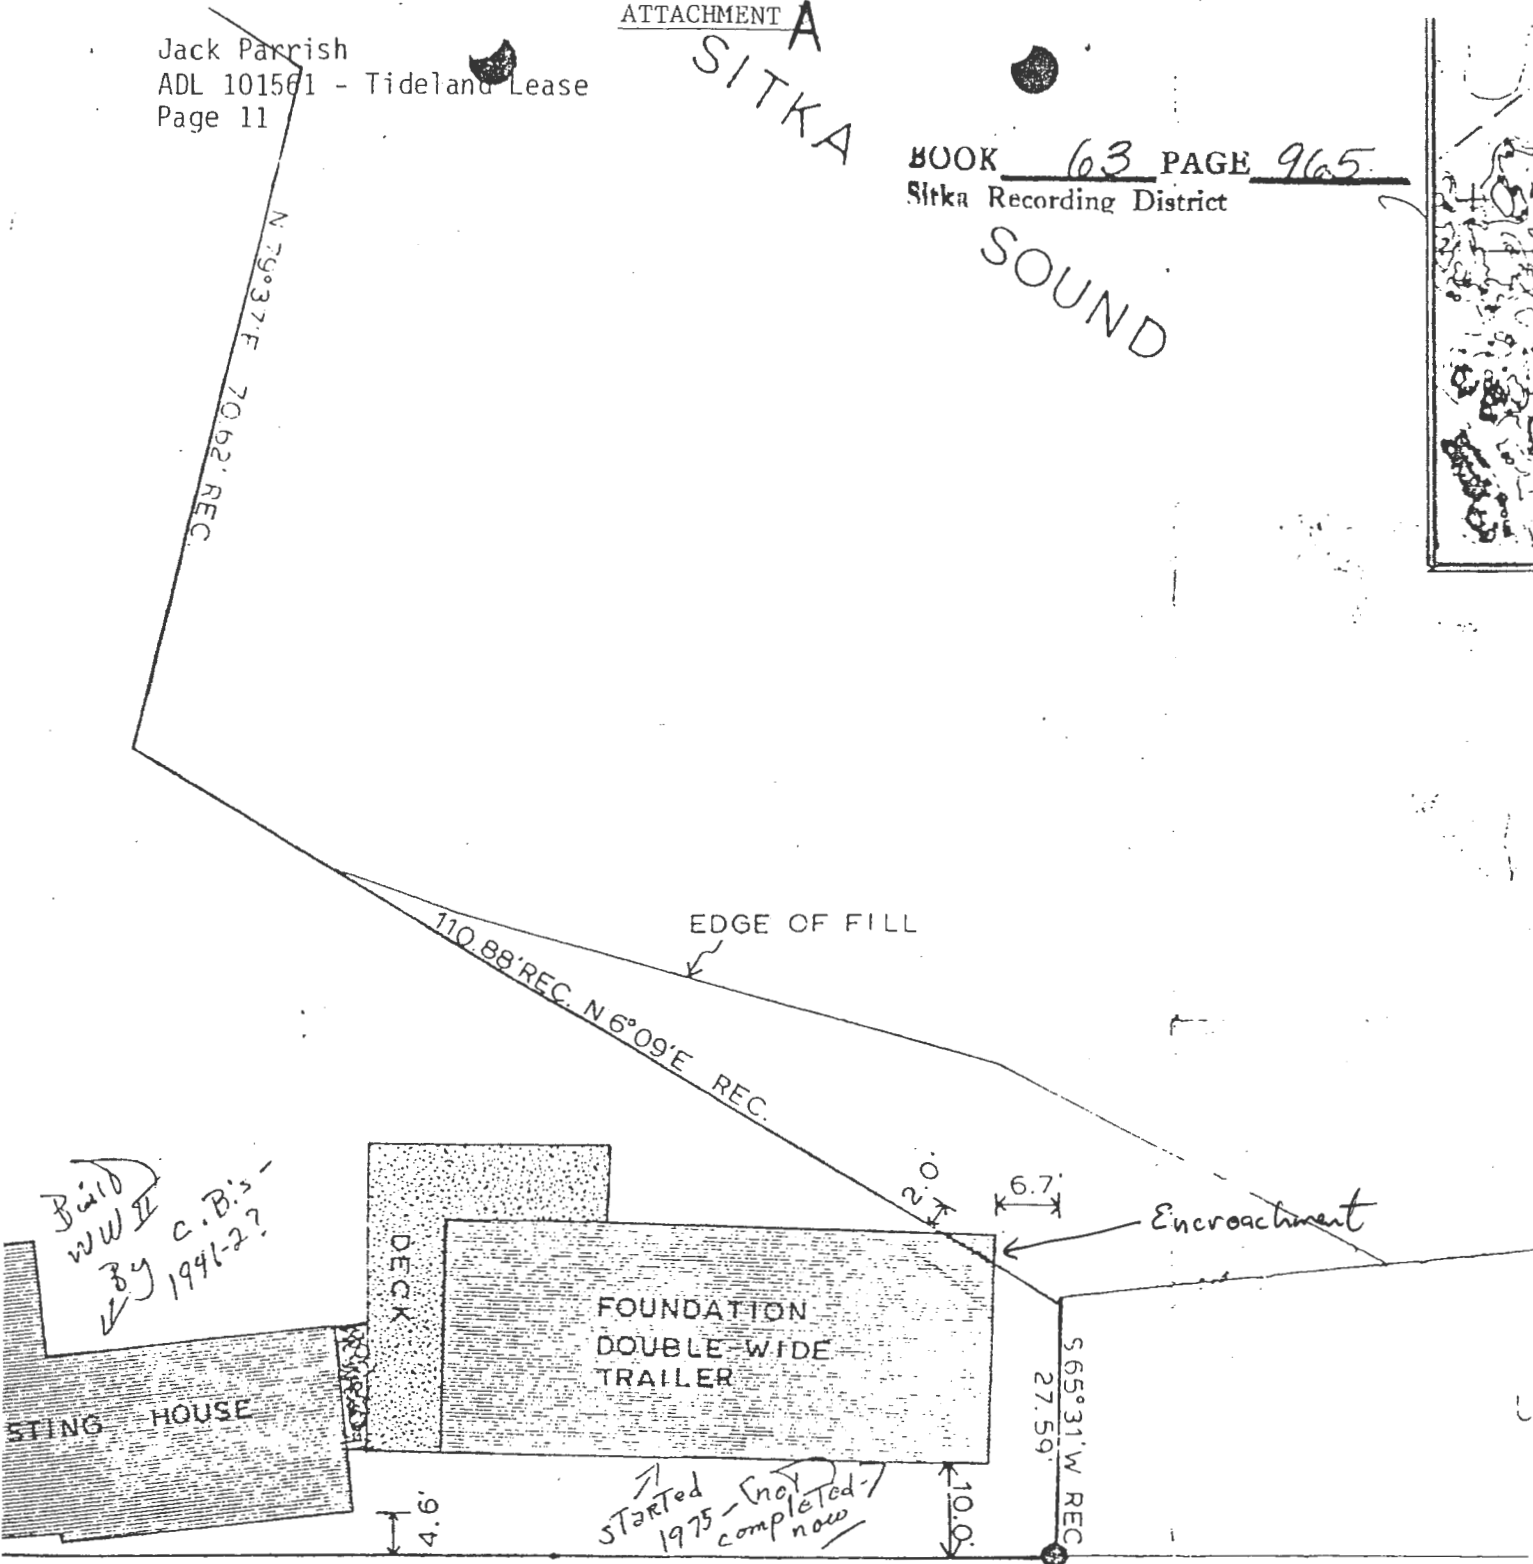 ATTACHMENT A
Jack Parrish
ADL 101561 - Tideland Lease
Page 11
SITKA
SOUND
BOOK 63 PAGE 965
Sitka Recording District
N 79°37'E 70.62' REC.
EDGE OF FILL
110.88' REC. N 6°09'E REC.
2.0'
6.7'
Encroachment
Build
WW II
By C.B.'s -
1941-2?
DECK
FOUNDATION
DOUBLE-WIDE
TRAILER
STING HOUSE
S 65°31'W REC
27.59'
4.6'
10.0'
STARTed
1975 - (not
completed -)
now